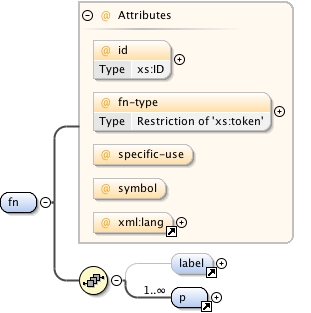 Attributes
@ id
Type xs:ID
@ fn-type
Type Restriction of 'xs:token'
@ specific-use
@ symbol
@ xml:lang
fn
label
1..∞
p